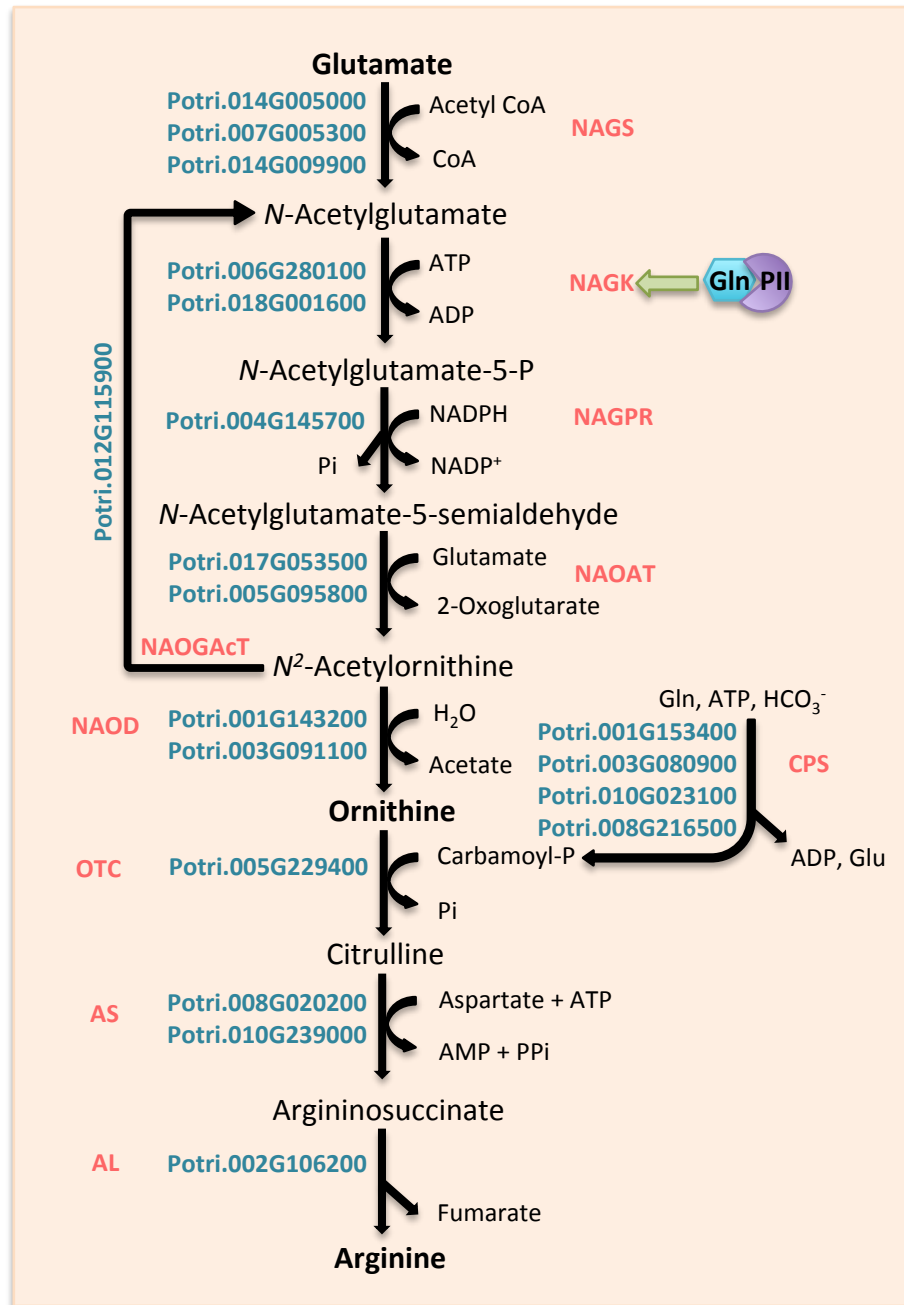 Glutamate
Potri.014G005000
Potri.007G005300
Potri.014G009900
Acetyl CoA
CoA
NAGS
N-Acetylglutamate
Potri.006G280100
Potri.018G001600
ATP
ADP
NAGK
Gln
PII
Potri.012G115900
N-Acetylglutamate-5-P
Potri.004G145700
NADPH
NADP⁺
Pi
NAGPR
N-Acetylglutamate-5-semialdehyde
Potri.017G053500
Potri.005G095800
Glutamate
2-Oxoglutarate
NAOAT
NAOGAcT
N²-Acetylornithine
NAOD
Potri.001G143200
Potri.003G091100
H₂O
Acetate
Gln, ATP, HCO₃⁻
Potri.001G153400
Potri.003G080900
Potri.010G023100
Potri.008G216500
CPS
ADP, Glu
Ornithine
OTC
Potri.005G229400
Carbamoyl-P
Pi
Citrulline
AS
Potri.008G020200
Potri.010G239000
Aspartate + ATP
AMP + PPi
Argininosuccinate
AL
Potri.002G106200
Fumarate
Arginine